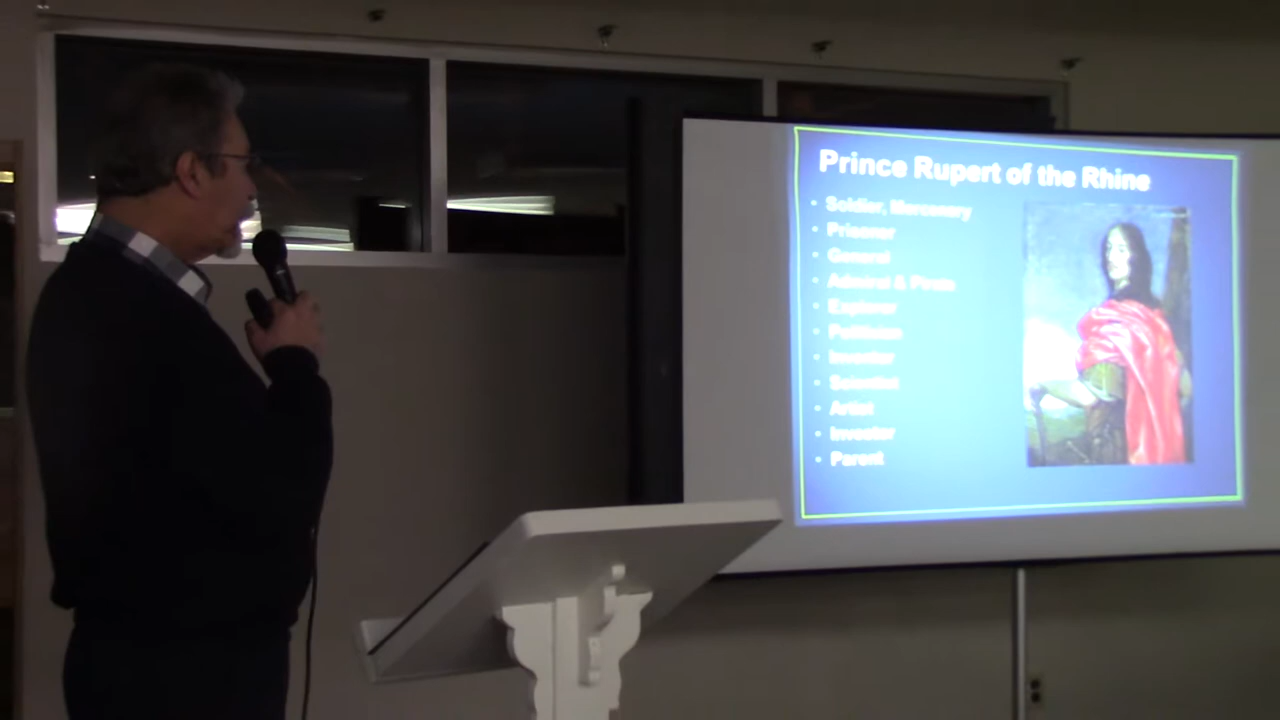 Prince Rupert of the Rhine
• Soldier, Mercenary
• Prisoner
• General
• Admiral & Pirate
• Explorer
• Politician
• Inventor
• Scientist
• Artist
• Investor
• Parent